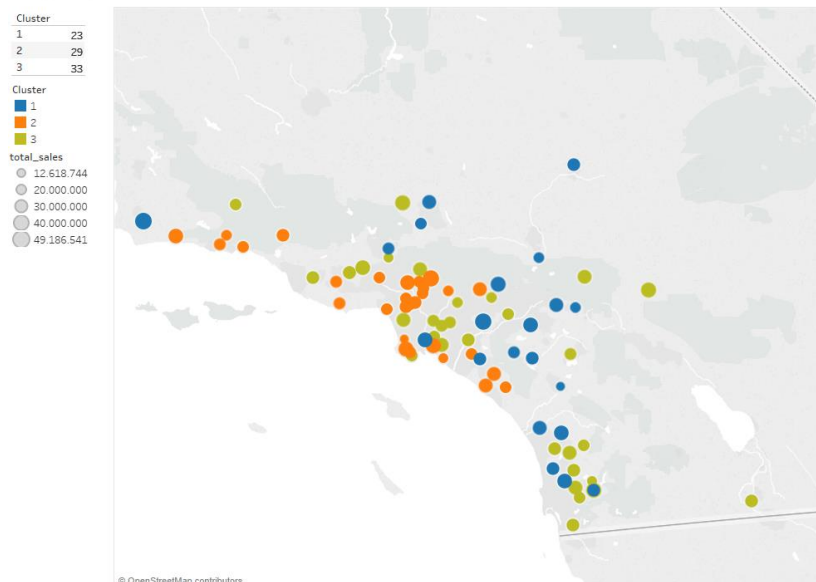 Cluster
1 23
2 29
3 33
Cluster
1
2
3
total_sales
12.618.744
20.000.000
30.000.000
40.000.000
49.186.541
© OpenStreetMap contributors